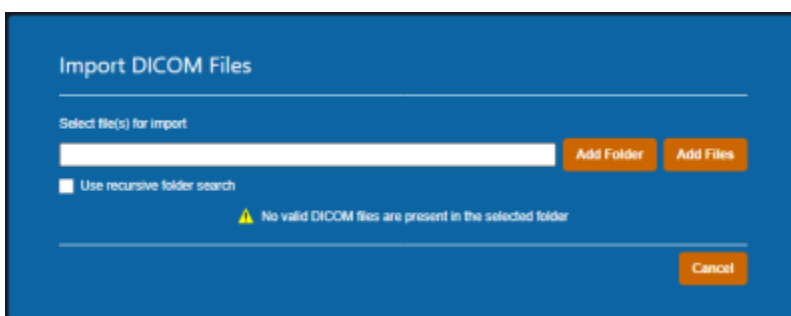 Import DICOM Files
Select file(s) for import
Add Folder Add Files
Use recursive folder search
No valid DICOM files are present in the selected folder
Cancel